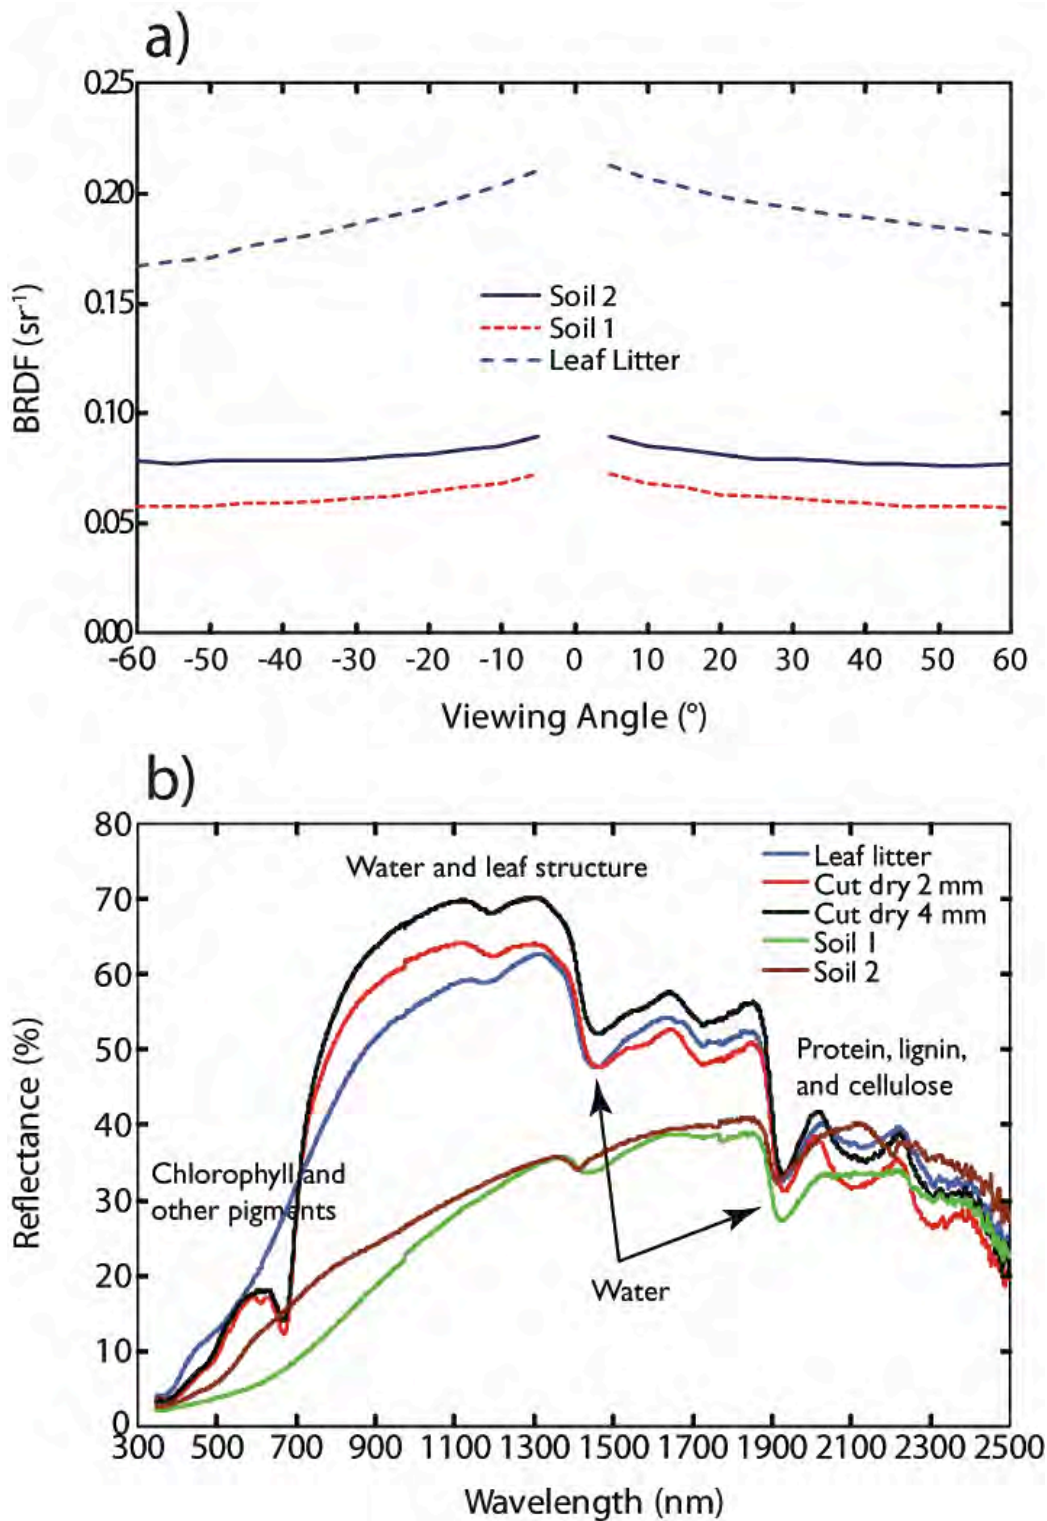 a)
0.25
0.20
0.15
0.10
0.05
0.00
BRDF (sr-1)
Soil 2
Soil 1
Leaf Litter
-60 -50 -40 -30 -20 -10 0 10 20 30 40 50 60
Viewing Angle (°)
b)
80
70
60
50
40
30
20
10
0
Reflectance (%)
Water and leaf structure
Leaf litter
Cut dry 2 mm
Cut dry 4 mm
Soil 1
Soil 2
Protein, lignin,
and cellulose
Chlorophyll and
other pigments
Water
300 500 700 900 1100 1300 1500 1700 1900 2100 2300 2500
Wavelength (nm)